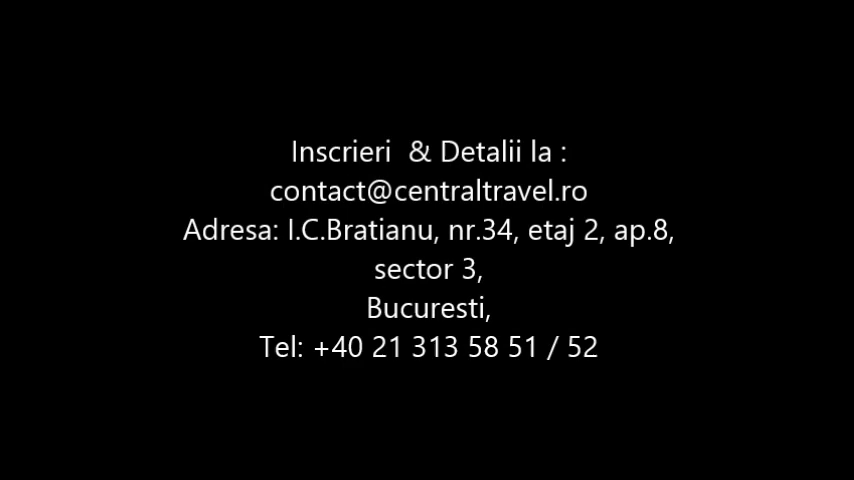 Inscrieri  & Detalii la :
contact@centraltravel.ro
Adresa: I.C.Bratianu, nr.34, etaj 2, ap.8,
sector 3,
Bucuresti,
Tel: +40 21 313 58 51 / 52